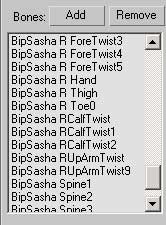 Bones: Add Remove
BipSasha R ForeTwist3
BipSasha R ForeTwist4
BipSasha R ForeTwist5
BipSasha R Hand
BipSasha R Thigh
BipSasha R Toe0
BipSasha RCalfTwist
BipSasha RCalfTwist1
BipSasha RCalfTwist2
BipSasha RUpArmTwist
BipSasha RUpArmTwist9
BipSasha Spine1
BipSasha Spine2
BipSasha Spine3